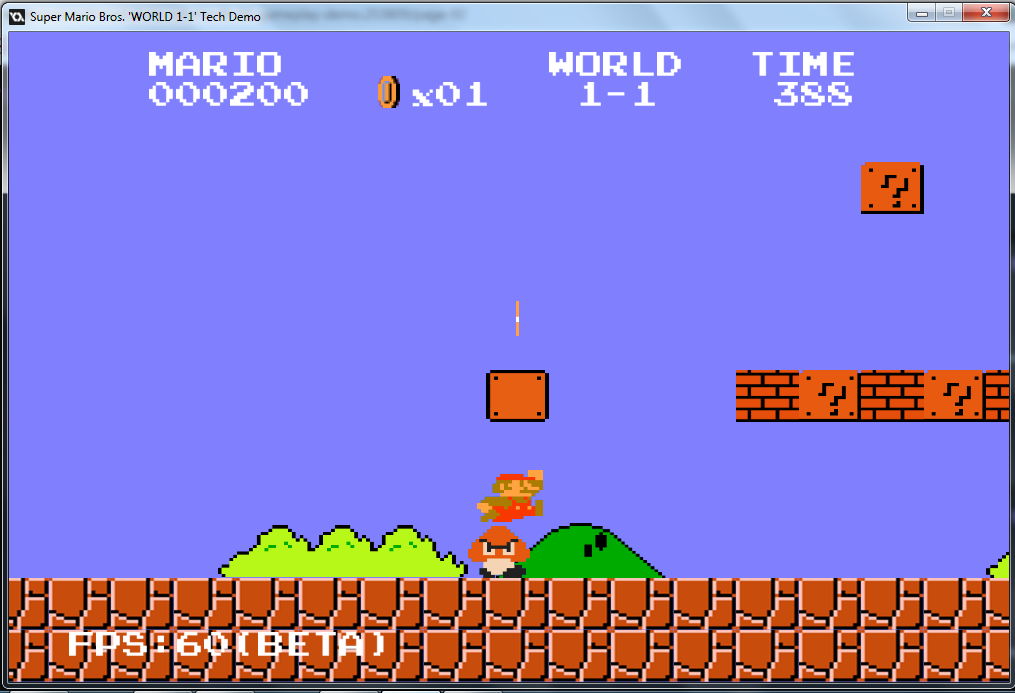 Super Mario Bros. 'WORLD 1-1' Tech Demo
MARIO WORLD TIME
000200 x01 1-1 388
?
? ?
FPS:60(BETA)